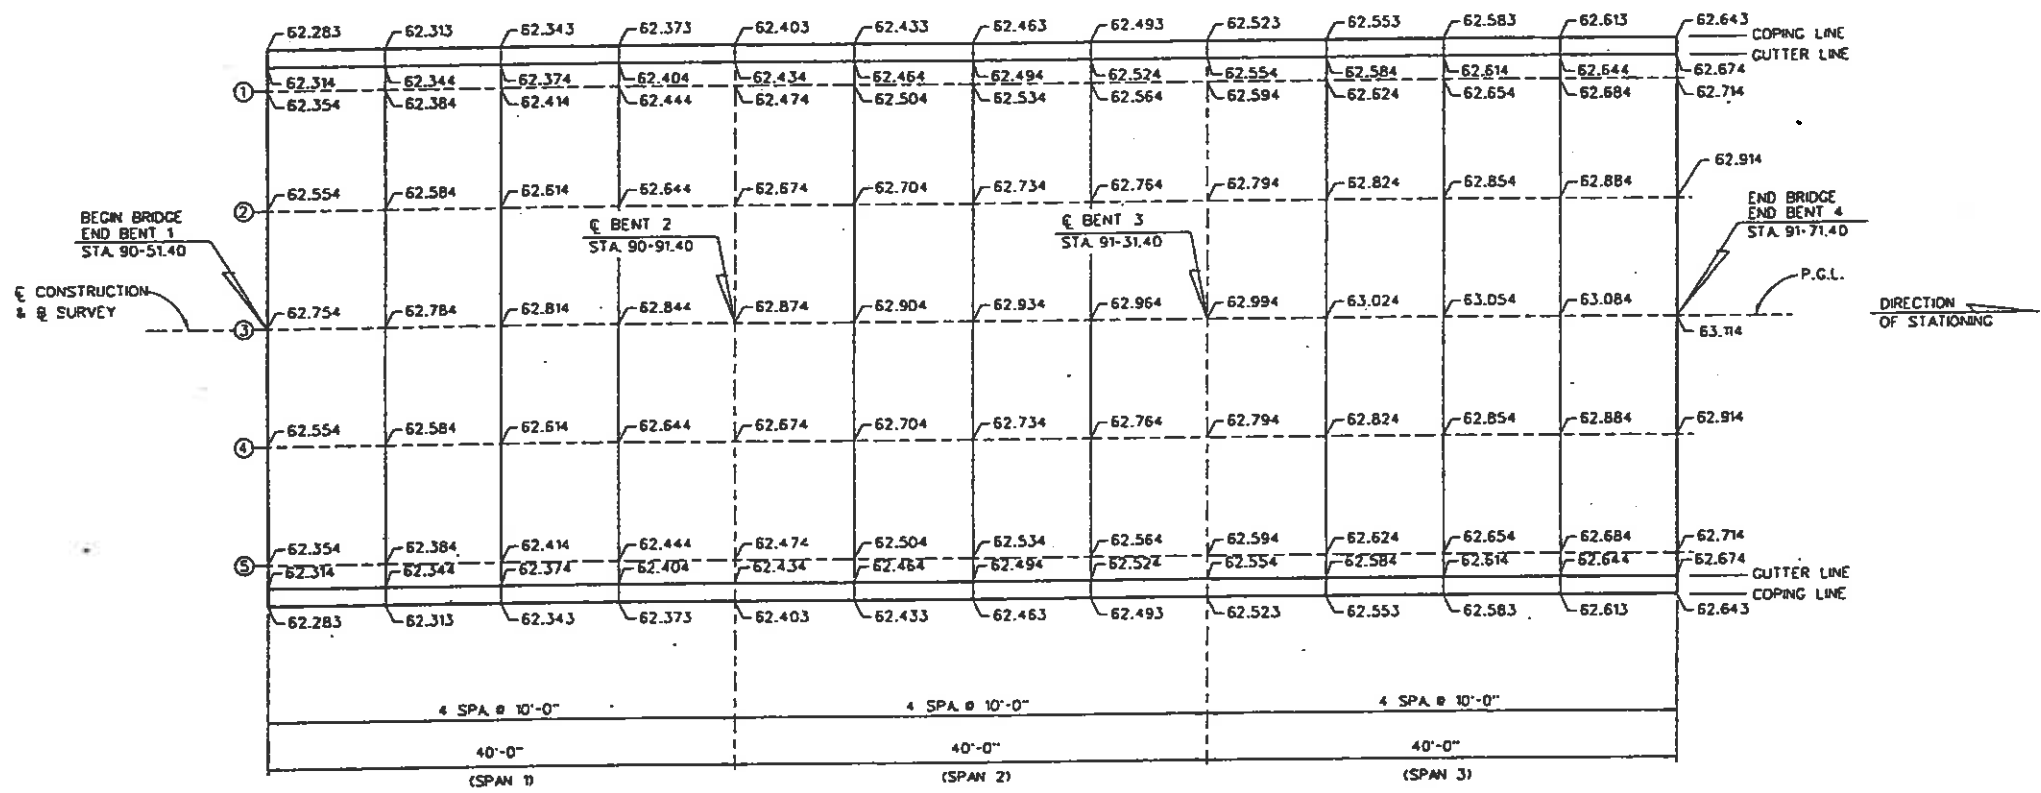 62.283 62.313 62.343 62.373 62.403 62.433 62.463 62.493 62.523 62.553 62.583 62.613 62.643
COPING LINE
GUTTER LINE
62.314 62.344 62.374 62.404 62.434 62.464 62.494 62.524 62.554 62.584 62.614 62.644 62.674
1
62.354 62.384 62.414 62.444 62.474 62.504 62.534 62.564 62.594 62.624 62.654 62.684 62.714
62.554 62.584 62.614 62.644 62.674 62.704 62.734 62.764 62.794 62.824 62.854 62.884 62.914
2
BEGIN BRIDGE
END BENT 1
STA. 90+51.40
℄ BENT 2
STA. 90+91.40
℄ BENT 3
STA. 91+31.40
END BRIDGE
END BENT 4
STA. 91+71.40
P.G.L.
℄ CONSTRUCTION
& ⅊ SURVEY
DIRECTION
OF STATIONING
62.754 62.784 62.814 62.844 62.874 62.904 62.934 62.964 62.994 63.024 63.054 63.084
3
63.114
62.554 62.584 62.614 62.644 62.674 62.704 62.734 62.764 62.794 62.824 62.854 62.884 62.914
4
62.354 62.384 62.414 62.444 62.474 62.504 62.534 62.564 62.594 62.624 62.654 62.684 62.714
5
62.314 62.344 62.374 62.404 62.434 62.464 62.494 62.524 62.554 62.584 62.614 62.644 62.674
GUTTER LINE
COPING LINE
62.283 62.313 62.343 62.373 62.403 62.433 62.463 62.493 62.523 62.553 62.583 62.613 62.643
4 SPA. @ 10'-0" 4 SPA. @ 10'-0" 4 SPA. @ 10'-0"
40'-0" 40'-0" 40'-0"
(SPAN 1) (SPAN 2) (SPAN 3)